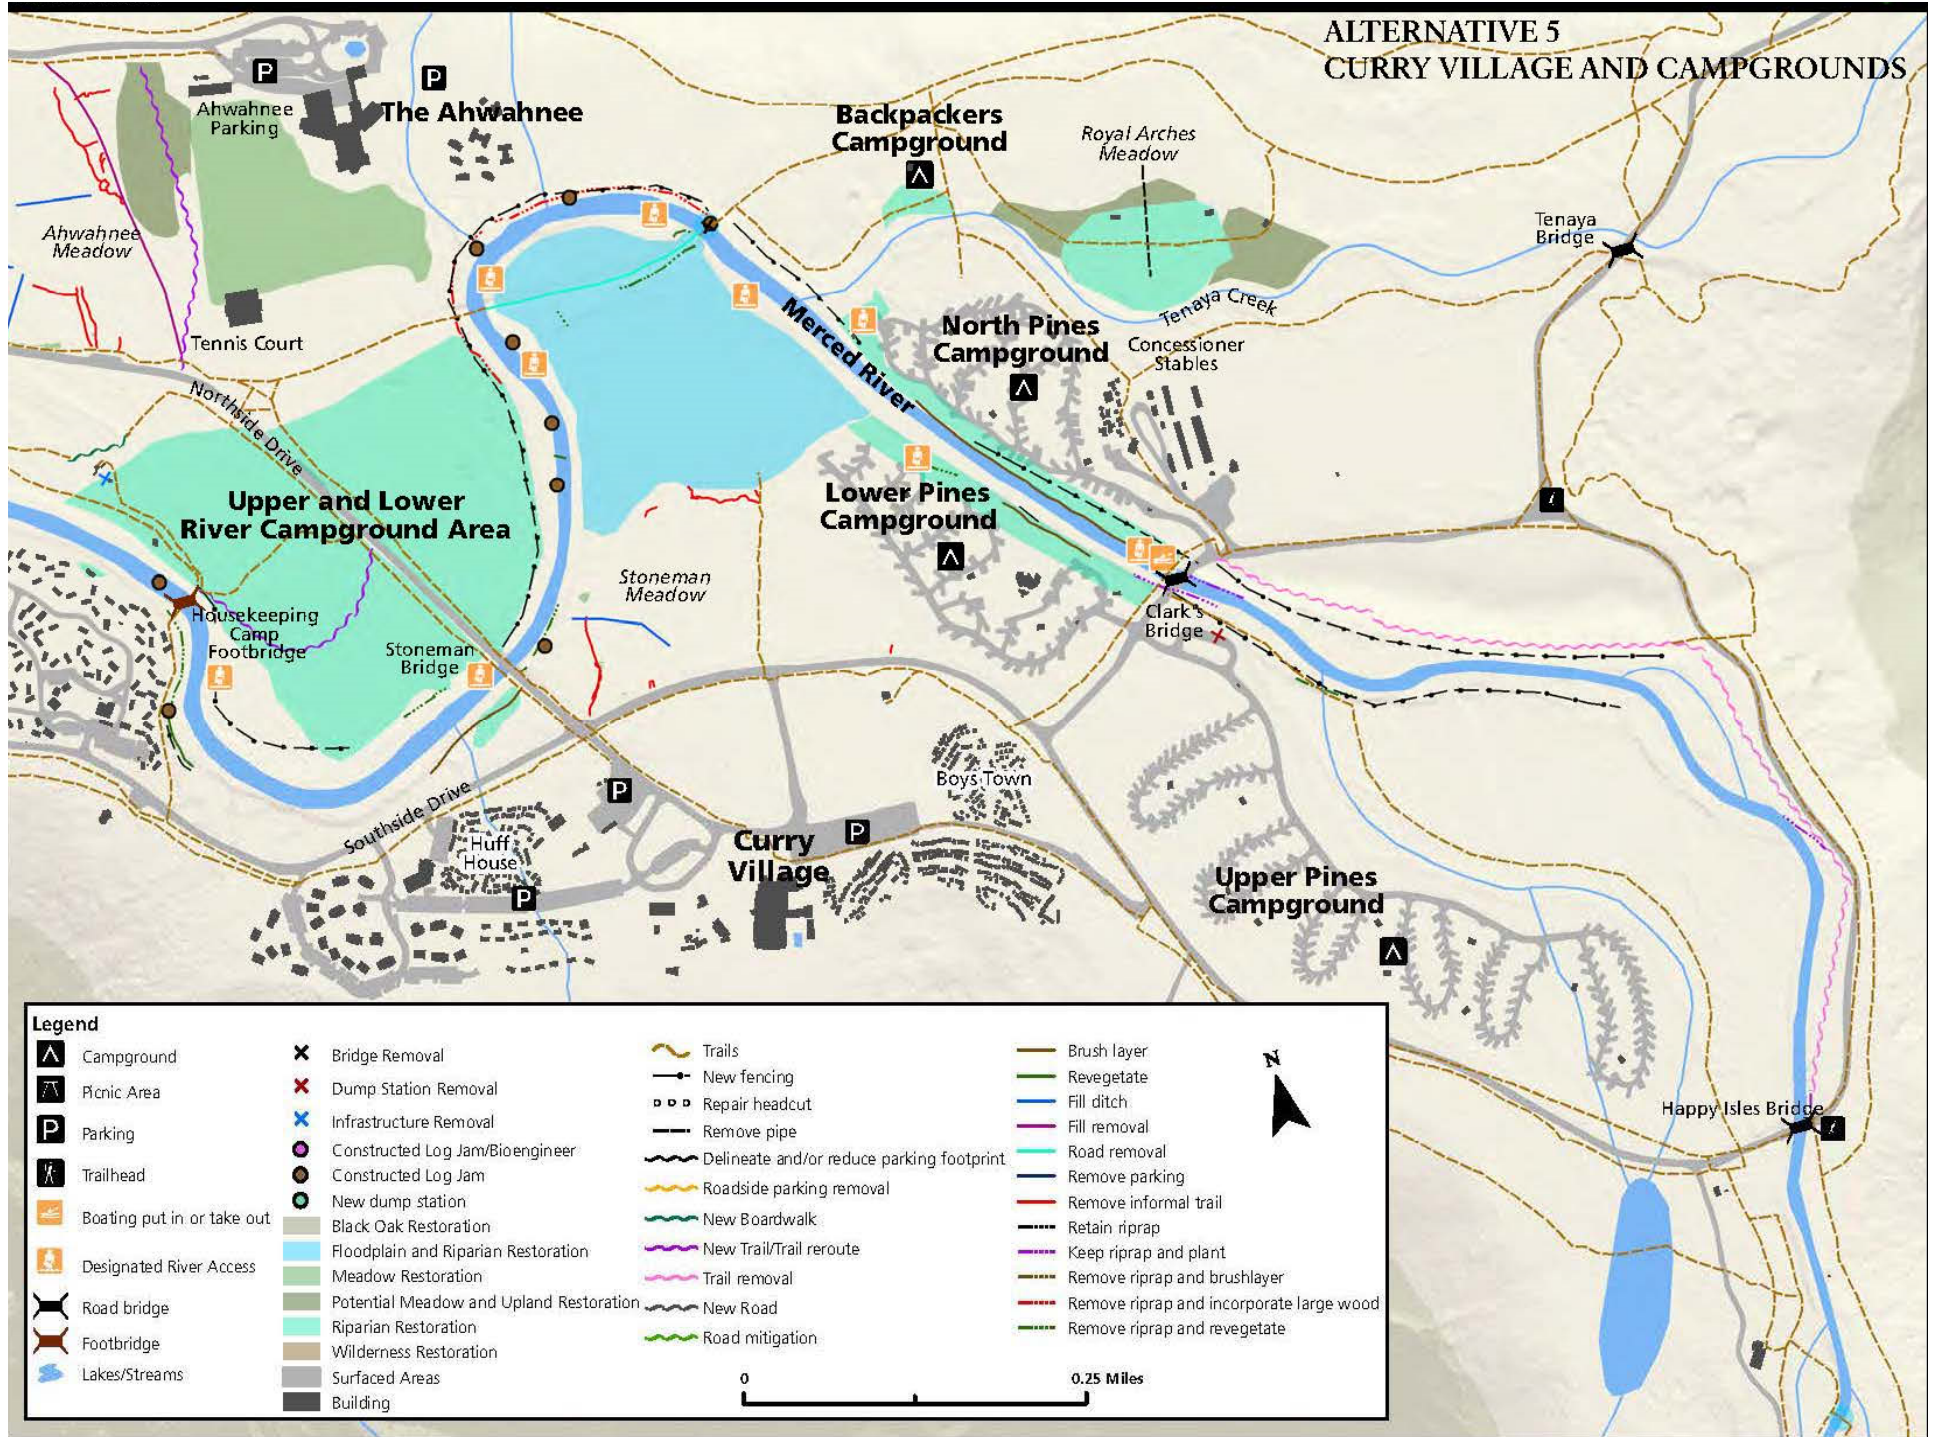 ALTERNATIVE 5
CURRY VILLAGE AND CAMPGROUNDS
P
P
Ahwahnee
Parking
The Ahwahnee
Backpackers
Campground
Royal Arches
Meadow
Ahwahnee
Meadow
Tenaya
Bridge
Tennis Court
Merced River
Tenaya Creek
North Pines
Campground
Concessioner
Stables
Northside Drive
Upper and Lower
River Campground Area
Lower Pines
Campground
Stoneman
Meadow
Housekeeping
Camp
Footbridge
Stoneman
Bridge
Clark's
Bridge
Southside Drive
P
Boys Town
Huff
House
Curry
Village
P
P
Upper Pines
Campground
Happy Isles Bridge
Legend
Campground
Picnic Area
P
Parking
Trailhead
Boating put in or take out
Designated River Access
Road bridge
Footbridge
Lakes/Streams
Bridge Removal
Dump Station Removal
Infrastructure Removal
Constructed Log Jam/Bioengineer
Constructed Log Jam
New dump station
Black Oak Restoration
Floodplain and Riparian Restoration
Meadow Restoration
Potential Meadow and Upland Restoration
Riparian Restoration
Wilderness Restoration
Surfaced Areas
Building
Trails
New fencing
Repair headcut
Remove pipe
Delineate and/or reduce parking footprint
Roadside parking removal
New Boardwalk
New Trail/Trail reroute
Trail removal
New Road
Road mitigation
0
0.25 Miles
Brush layer
Revegetate
Fill ditch
Fill removal
Road removal
Remove parking
Remove informal trail
Retain riprap
Keep riprap and plant
Remove riprap and brushlayer
Remove riprap and incorporate large wood
Remove riprap and revegetate
N